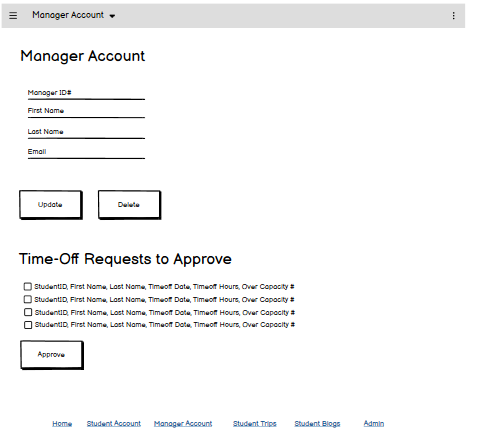 Manager Account
Manager Account
Manager ID#
First Name
Last Name
Email
Update Delete
Time-Off Requests to Approve
StudentID, First Name, Last Name, Timeoff Date, Timeoff Hours, Over Capacity #
StudentID, First Name, Last Name, Timeoff Date, Timeoff Hours, Over Capacity #
StudentID, First Name, Last Name, Timeoff Date, Timeoff Hours, Over Capacity #
StudentID, First Name, Last Name, Timeoff Date, Timeoff Hours, Over Capacity #
Approve
Home Student Account Manager Account Student Trips Student Blogs Admin